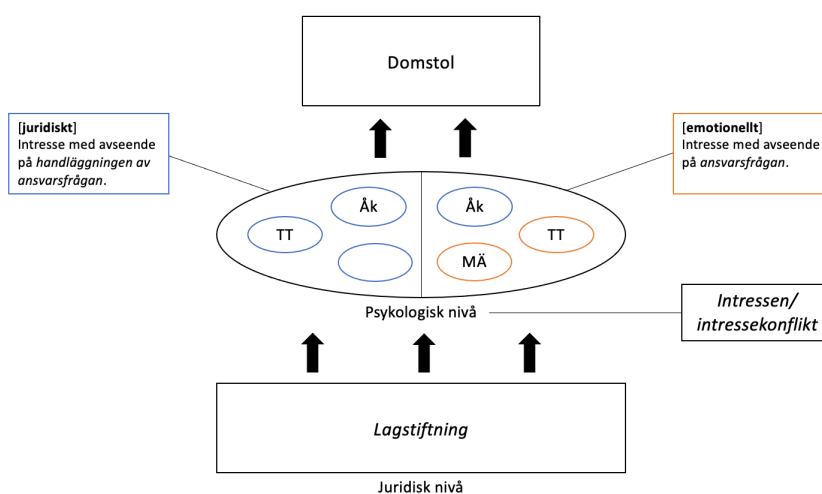 Domstol
[juridiskt]
Intresse med avseende
på handläggningen av
ansvarsfrågan.
[emotionellt]
Intresse med avseende
på ansvarsfrågan.
Åk
Åk
TT
TT
MÄ
Psykologisk nivå
Intressen/
intressekonflikt
Lagstiftning
Juridisk nivå